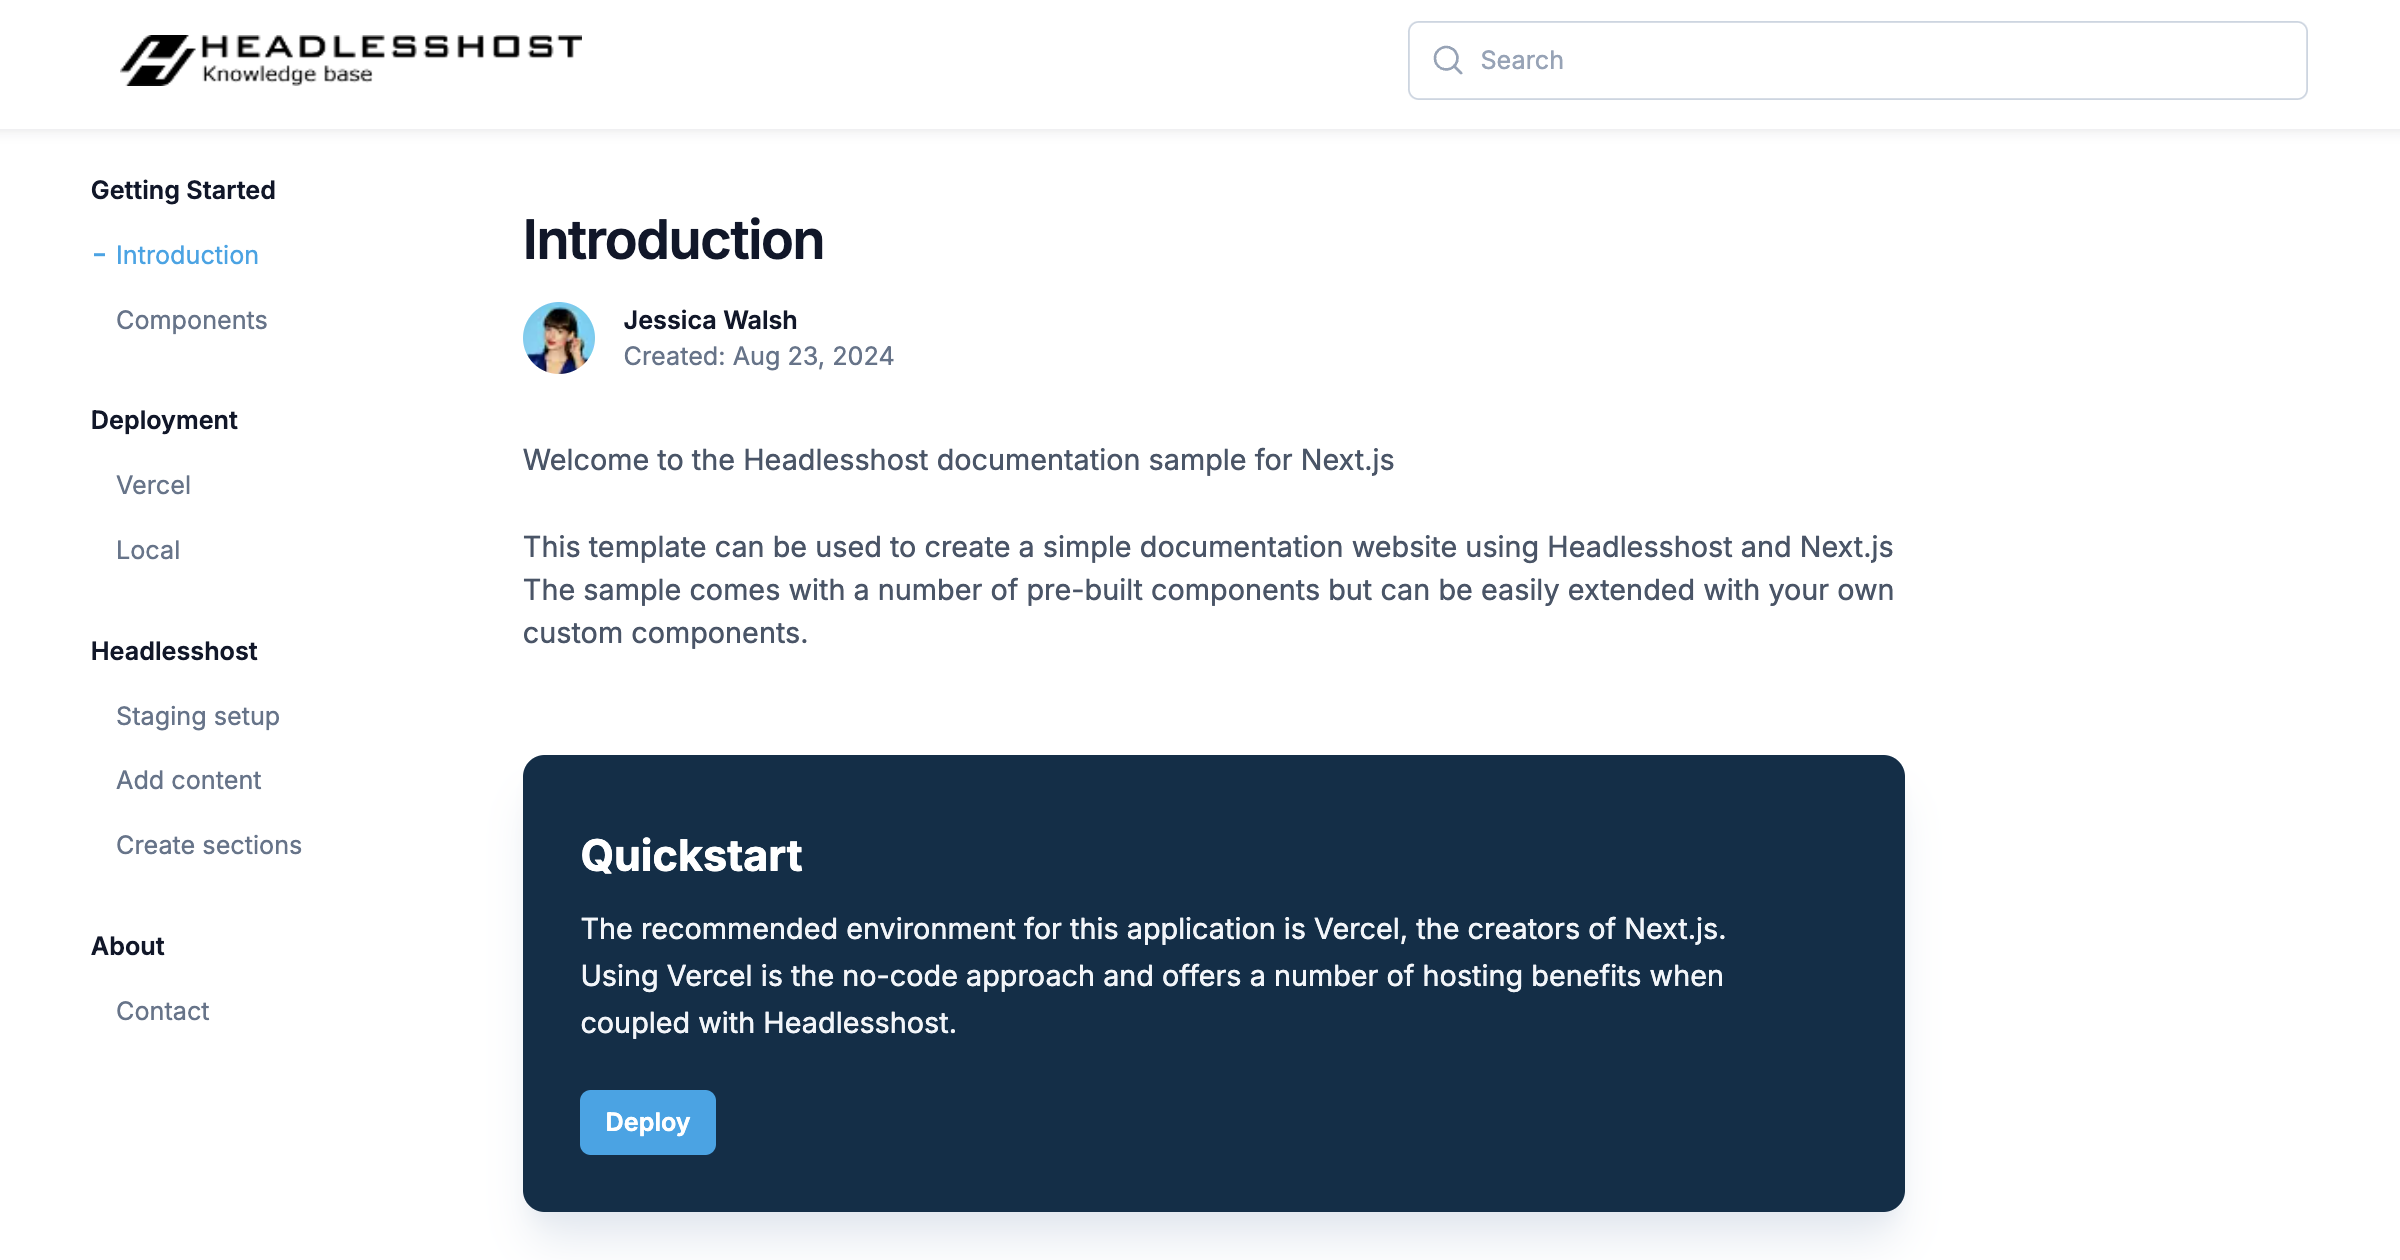 HEADLESSHOST
Knowledge base
Search
Getting Started
- Introduction
Components
Deployment
Vercel
Local
Headlesshost
Staging setup
Add content
Create sections
About
Contact
Introduction
Jessica Walsh
Created: Aug 23, 2024
Welcome to the Headlesshost documentation sample for Next.js
This template can be used to create a simple documentation website using Headlesshost and Next.js
The sample comes with a number of pre-built components but can be easily extended with your own
custom components.
Quickstart
The recommended environment for this application is Vercel, the creators of Next.js.
Using Vercel is the no-code approach and offers a number of hosting benefits when
coupled with Headlesshost.
Deploy